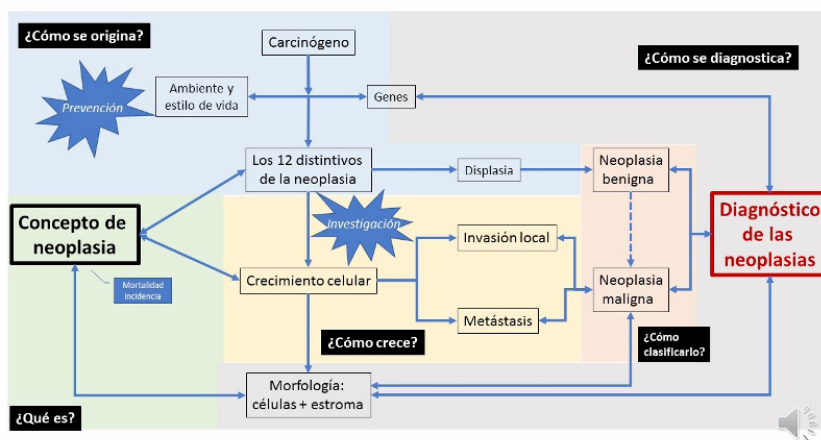 ¿Cómo se origina?
Carcinógeno
¿Cómo se diagnostica?
Prevención
Ambiente y
estilo de vida
Genes
Los 12 distintivos
de la neoplasia
Displasia
Neoplasia
benigna
Concepto de
neoplasia
Investigación
Invasión local
Diagnóstico
de las
neoplasias
Mortalidad
Incidencia
Crecimiento celular
Neoplasia
maligna
Metástasis
¿Cómo crece?
¿Cómo
clasificarlo?
Morfología:
células + estroma
¿Qué es?